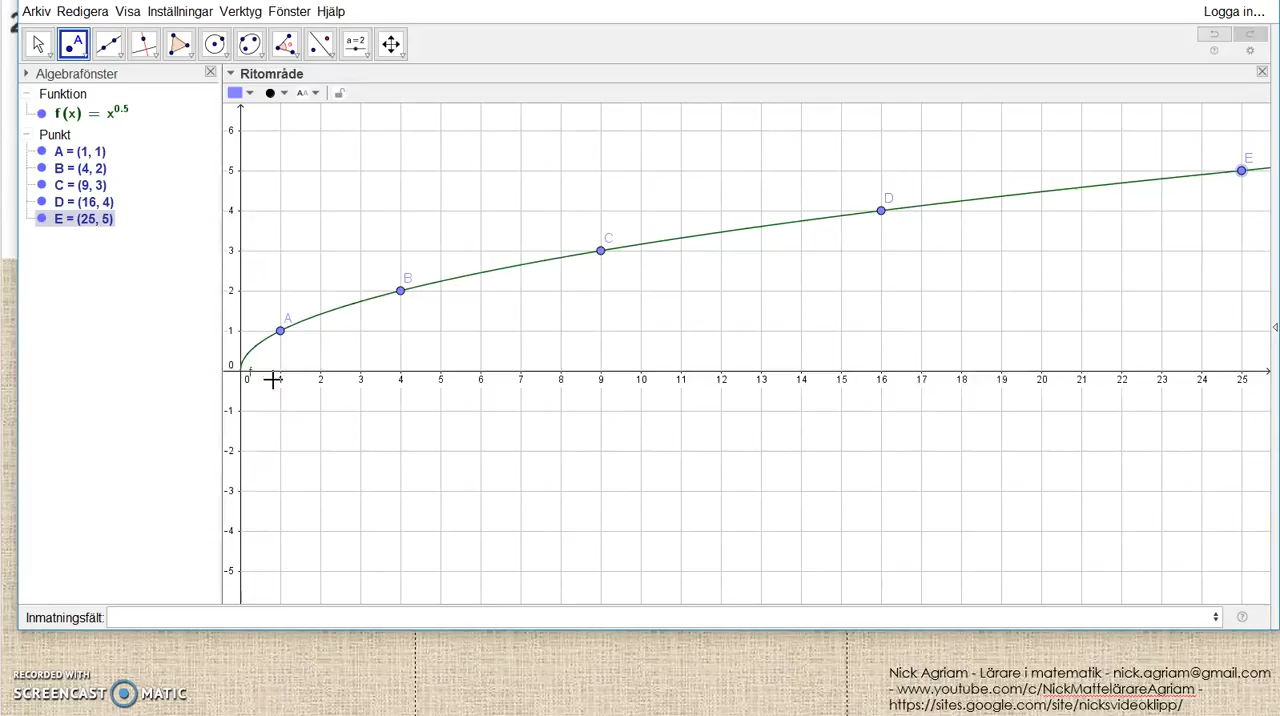 Arkiv Redigera Visa Inställningar Verktyg Fönster Hjälp
Logga in...
A
a=2
Algebrafönster
Ritområde
Funktion
f(x) = x^0.5
Punkt
A = (1, 1)
B = (4, 2)
C = (9, 3)
D = (16, 4)
E = (25, 5)
AA
6
5
4
3
2
1
0
-1
-2
-3
-4
-5
A
B
C
D
E
f
0 1 2 3 4 5 6 7 8 9 10 11 12 13 14 15 16 17 18 19 20 21 22 23 24 25
Inmatningsfält:
RECORDED WITH
SCREENCAST MATIC
Nick Agriam - Lärare i matematik - nick.agriam@gmail.com
- www.youtube.com/c/NickMattelärareAgriam -
https://sites.google.com/site/nicksvideoklipp/